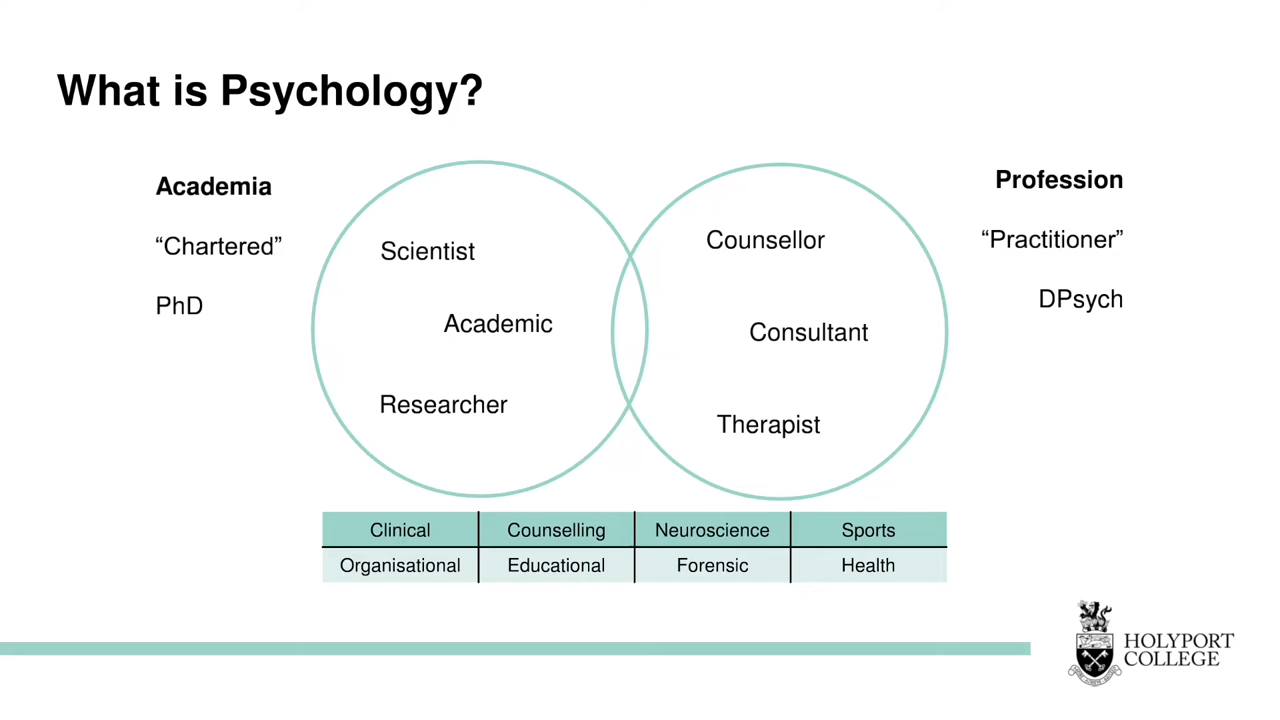 What is Psychology?
Academia
“Chartered”
PhD
Scientist
Academic
Researcher
Counsellor
Consultant
Therapist
Profession
“Practitioner”
DPsych
Clinical Counselling Neuroscience Sports
Organisational Educational Forensic Health
HOLYPORT
COLLEGE